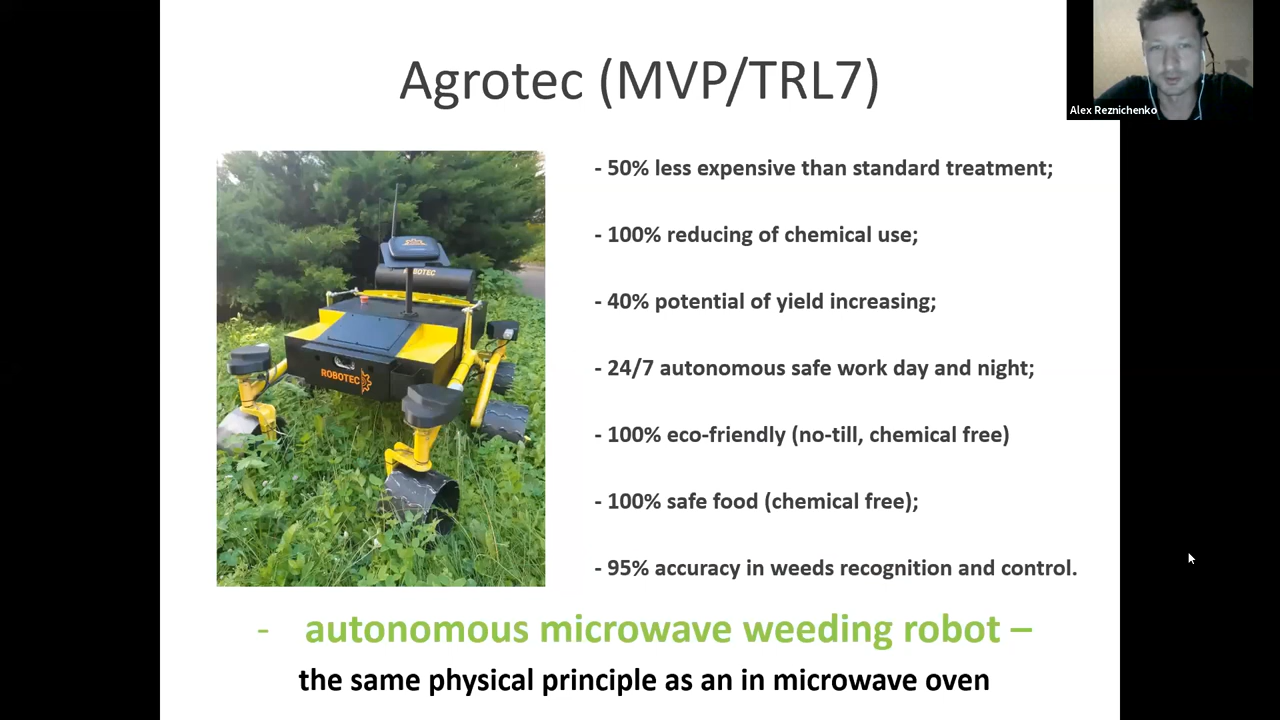 Agrotec (MVP/TRL7)
Alex Reznichenko
ROBOTEC
ROBOTEC
- 50% less expensive than standard treatment;
- 100% reducing of chemical use;
- 40% potential of yield increasing;
- 24/7 autonomous safe work day and night;
- 100% eco-friendly (no-till, chemical free)
- 100% safe food (chemical free);
- 95% accuracy in weeds recognition and control.
- autonomous microwave weeding robot –
the same physical principle as an in microwave oven